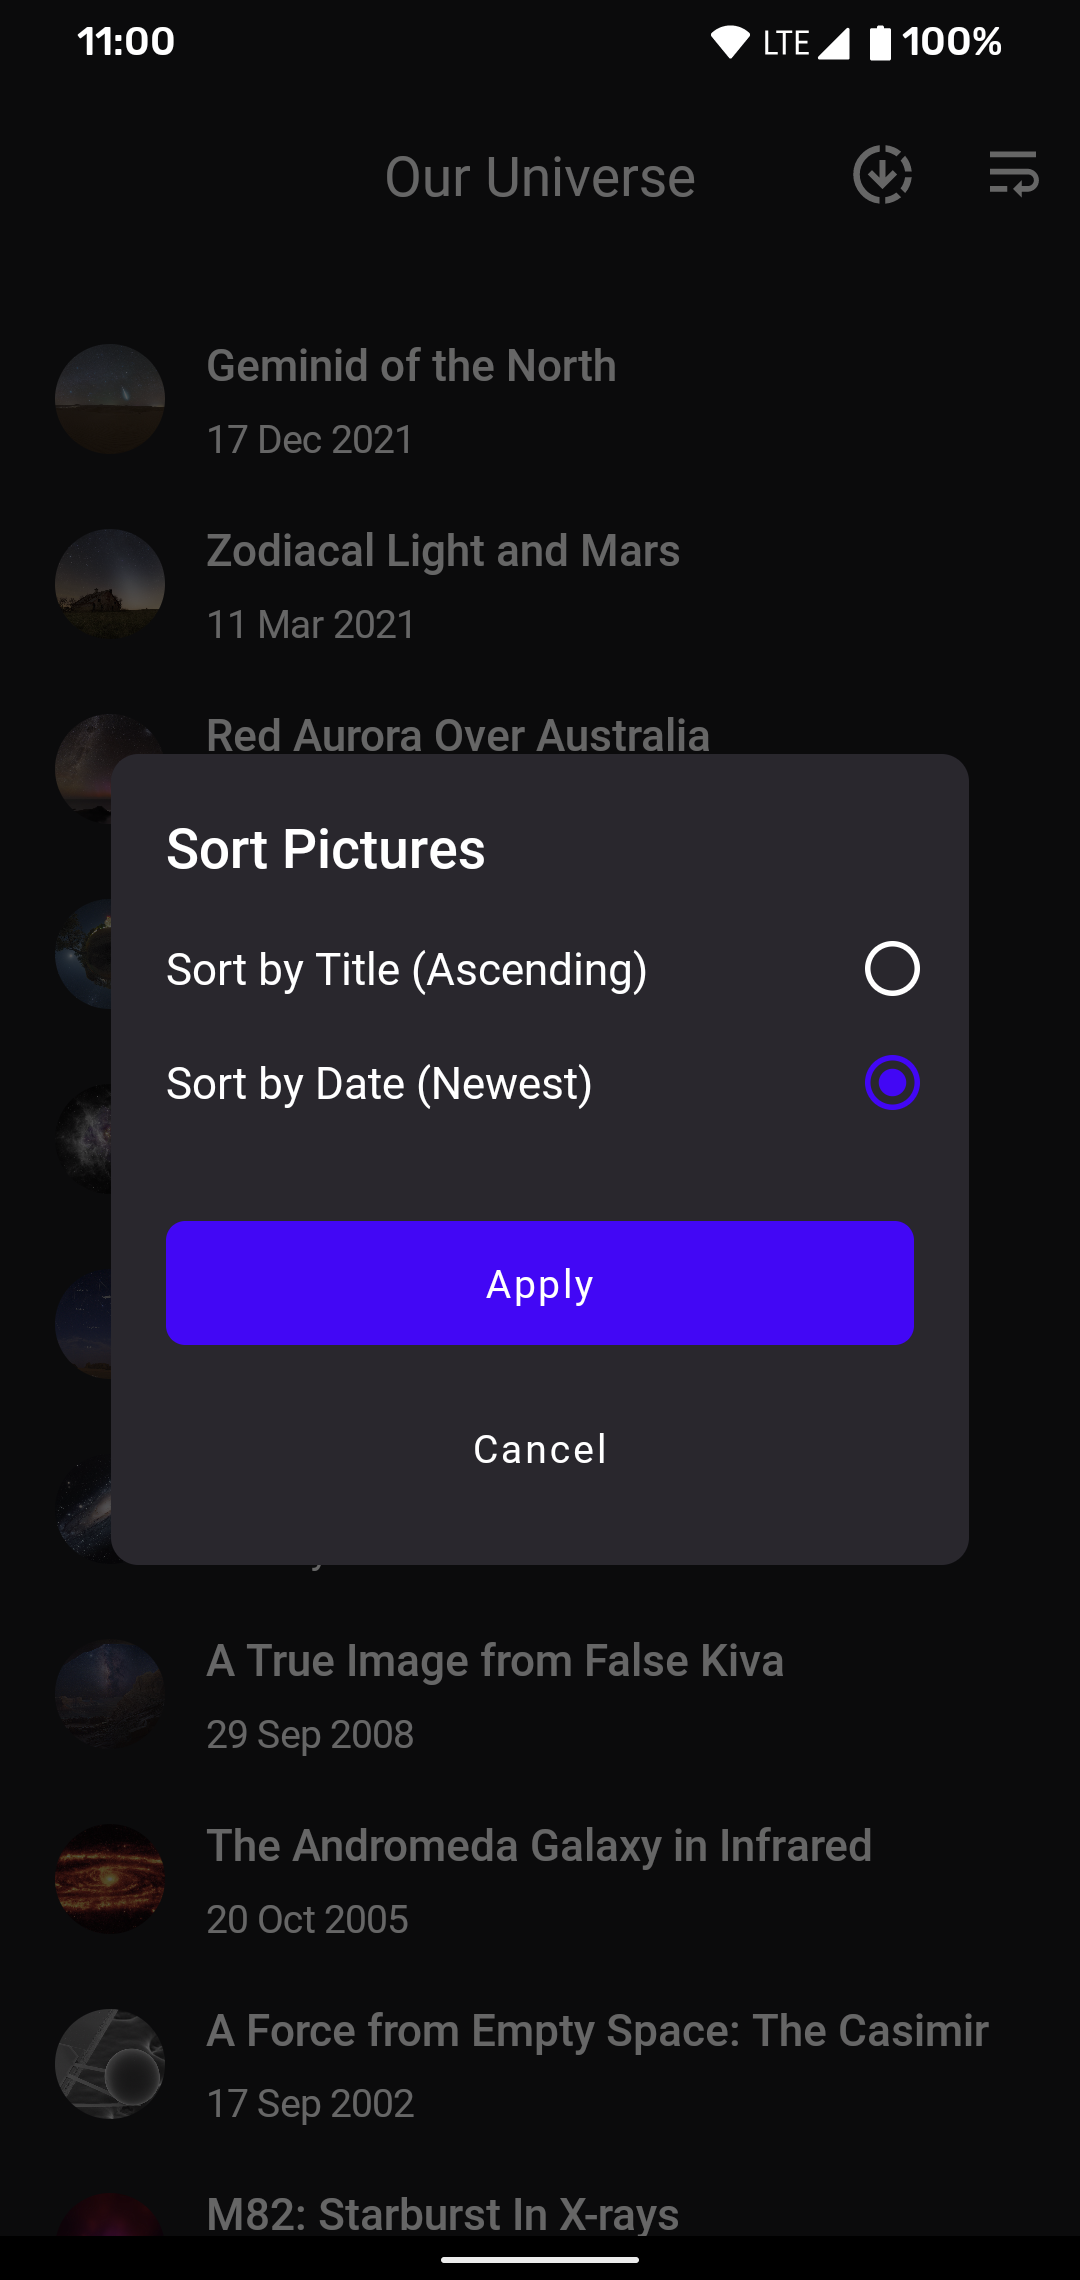 11:00 LTE 100%
Our Universe
Geminid of the North
17 Dec 2021
Zodiacal Light and Mars
11 Mar 2021
Red Aurora Over Australia
Sort Pictures
Sort by Title (Ascending)
Sort by Date (Newest)
Apply
Cancel
A True Image from False Kiva
29 Sep 2008
The Andromeda Galaxy in Infrared
20 Oct 2005
A Force from Empty Space: The Casimir
17 Sep 2002
M82: Starburst In X-rays